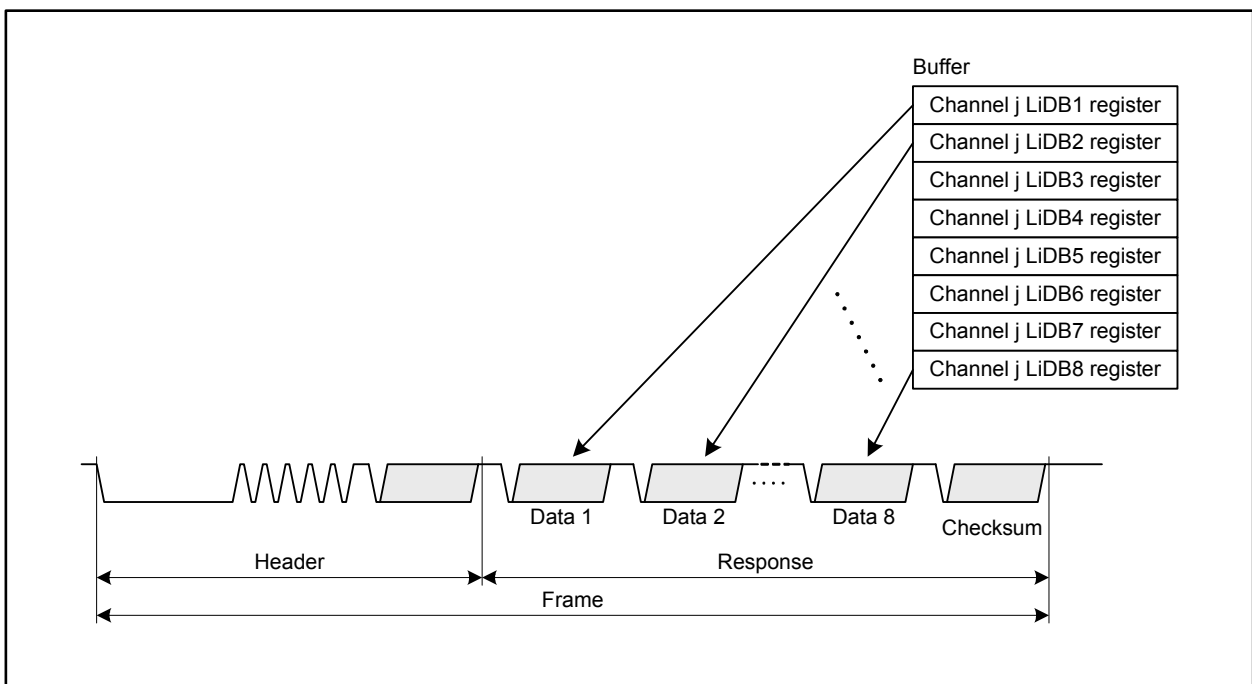 Buffer
Channel j LiDB1 register
Channel j LiDB2 register
Channel j LiDB3 register
Channel j LiDB4 register
Channel j LiDB5 register
Channel j LiDB6 register
Channel j LiDB7 register
Channel j LiDB8 register
Data 1
Data 2
Data 8
Checksum
Header
Response
Frame